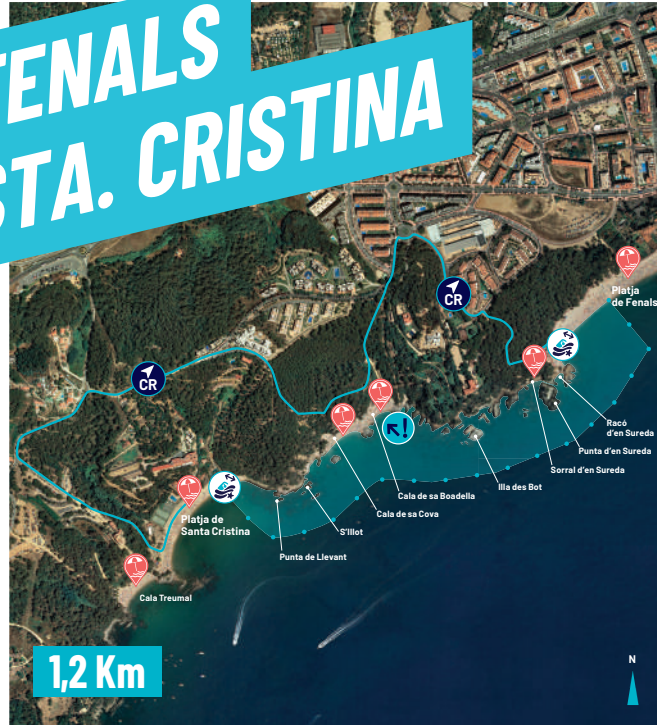 FENALS
STA. CRISTINA
CR
Platja
de Fenals
CR
Racó
d'en Sureda
Punta d'en Sureda
Sorral d'en Sureda
Illa des Bot
Cala de sa Boadella
Cala de sa Cova
S'Illot
Platja de
Santa Cristina
Punta de Llevant
Cala Treumal
1,2 Km
N